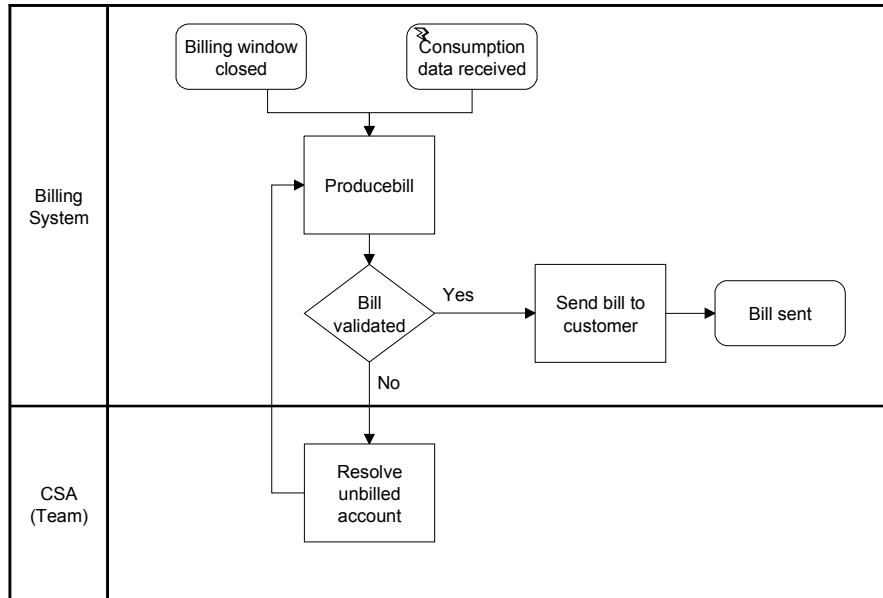 Billing window
closed
Consumption
data received
Billing
System
Producebill
Bill
validated
Yes
Send bill to
customer
Bill sent
No
CSA
(Team)
Resolve
unbilled
account